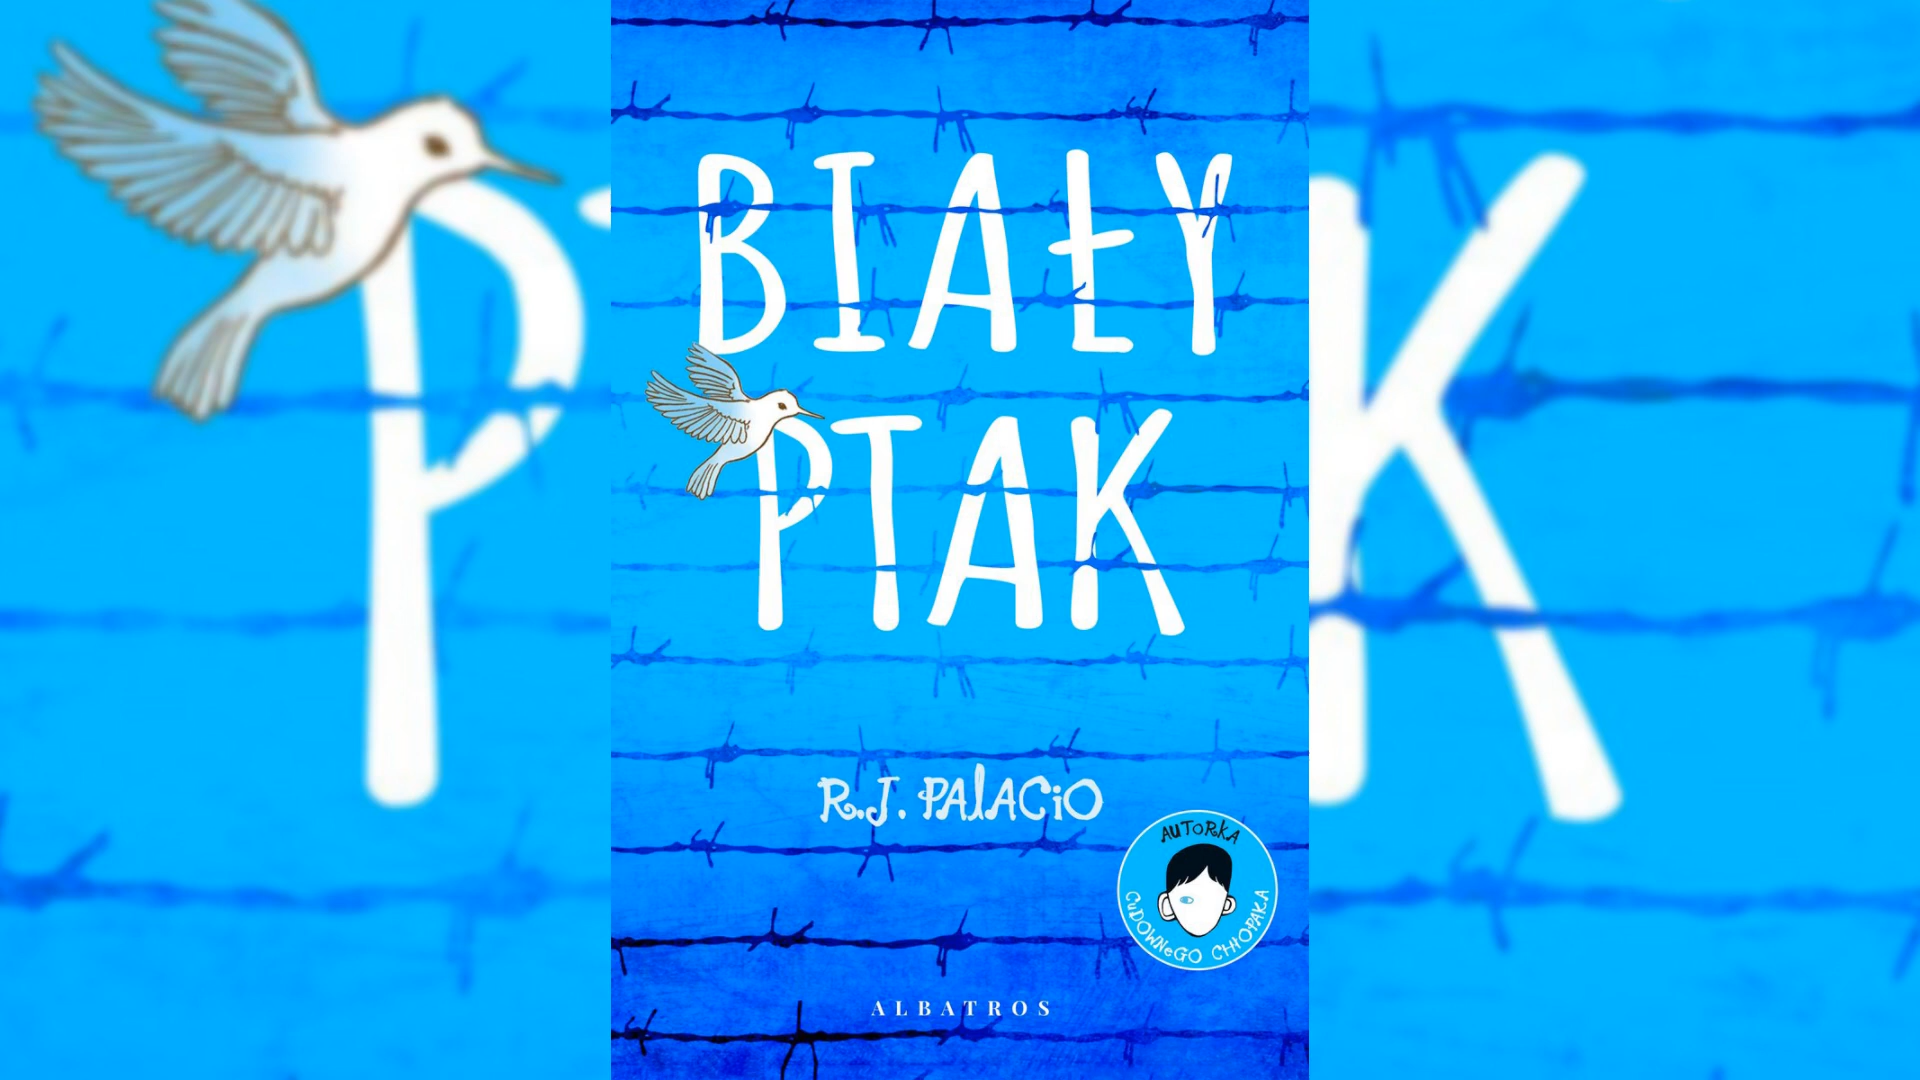 BIAŁY
PTAK
R.J. PALACIO
AUTORKA
CUDOWNeGO CHŁOPAKA
ALBATROS